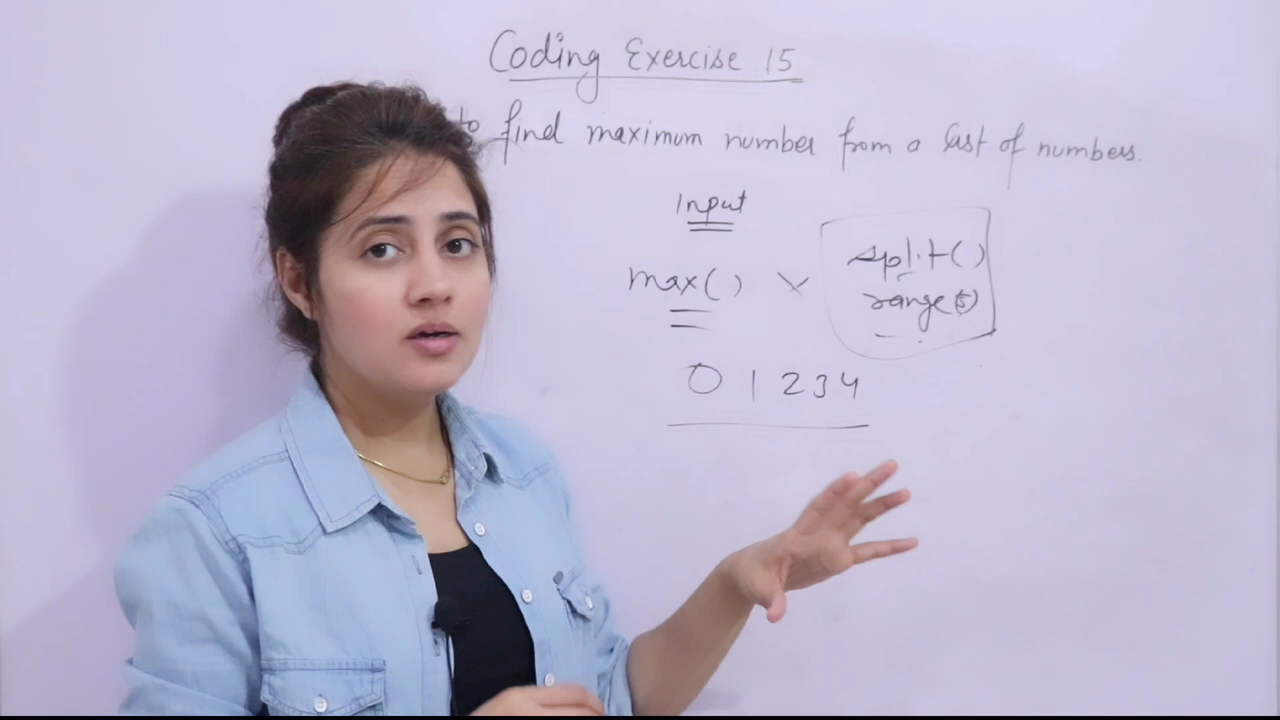 Coding Exercise 15
to find maximum number from a list of numbers.
Input
max() ×
split()
range(5)
0 1 2 3 4